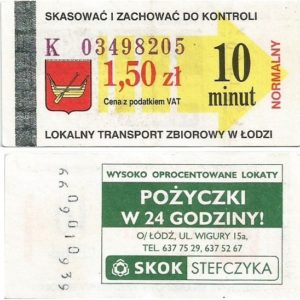 SKASOWAĆ I ZACHOWAĆ DO KONTROLI
K 03498205
1,50 zł
Cena z podatkiem VAT
10
minut
NORMALNY
LOKALNY TRANSPORT ZBIOROWY W ŁODZI
WYSOKO OPROCENTOWANE LOKATY
POŻYCZKI
W 24 GODZINY!
O/ ŁÓDŹ, UL. WIGURY 15a,
TEL. 637 75 29, 637 52 67
SKOK STEFCZYKA